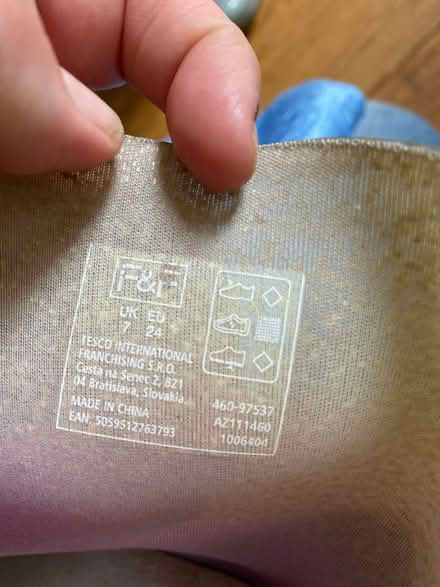 F&F
UK EU
7 24
TESCO INTERNATIONAL
FRANCHISING S.R.O.
Cesta na Senec 2, 821
04 Bratislava, Slovakia
MADE IN CHINA
EAN 5059512763793
460-97537
A2111460
1006404